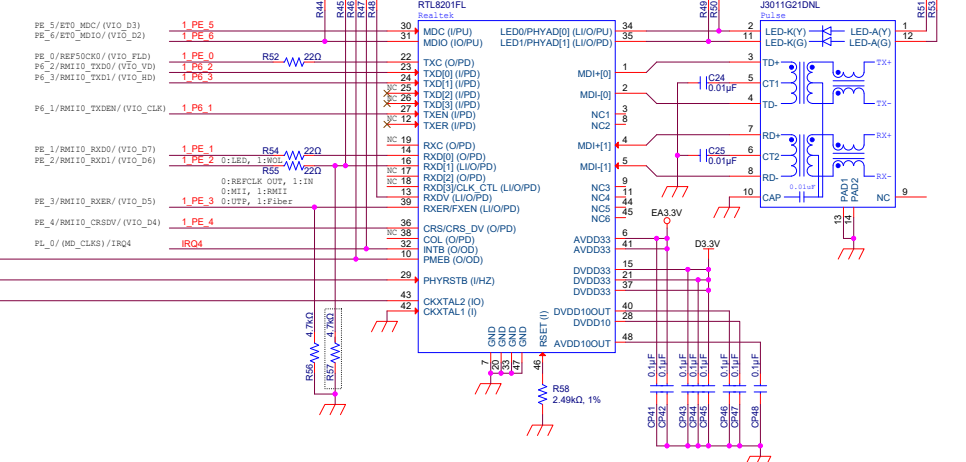 R44
R45
R46
R47
R48
RTL8201FL
Realtek
R49
R50
J3011G21DNL
Pulse
R51
R53
PE_5/ET0_MDC/(VIO_D3) 1_PE_5 30 MDC (I/PU) LED0/PHYAD[0] (LI/O/PU) 34 2 LED-K(Y) LED-A(Y) 1
PE_6/ET0_MDIO/(VIO_D2) 1_PE_6 31 MDIO (IO/PU) LED1/PHYAD[1] (LI/O/PD) 35 11 LED-K(G) LED-A(G) 12
PE_0/REF50CK0/(VIO_FLD) 1_PE_0 R52 22Ω 22 TXC (O/PD) 3 TD+ TX+
P6_2/RMII0_TXD0/(VIO_VD) 1_P6_2 23 TXD[0] (I/PD) MDI+[0] 1
P6_3/RMII0_TXD1/(VIO_HD) 1_P6_3 24 TXD[1] (I/PD) C24 5 CT1
NC 25 TXD[2] (I/PD) MDI-[0] 2 0.01µF
NC 26 TXD[3] (I/PD) 4 TD- TX-
P6_1/RMII0_TXDEN/(VIO_CLK) 1_P6_1 27 TXEN (I/PD) NC1 3
NC 12 TXER (I/PD) NC2 8
7 RD+ RX+
NC 19 RXC (O/PD) MDI+[1] 4
PE_1/RMII0_RXD0/(VIO_D7) 1_PE_1 R54 22Ω 14 RXD[0] (O/PD) C25 6 CT2
PE_2/RMII0_RXD1/(VIO_D6) 1_PE_2 0:LED, 1:WOL 16 RXD[1] (LI/O/PD) MDI-[1] 5 0.01µF
R55 22Ω NC 17 RXD[2] (O/PD) 8 RD- RX-
0:REFCLK OUT, 1:IN NC 18 RXD[3]/CLK_CTL (LI/O/PD) NC3 9 0.01uF
0:MII, 1:RMII 13 RXDV (LI/O/PD) NC4 11 10 CAP NC 9
PE_3/RMII0_RXER/(VIO_D5) 1_PE_3 0:UTP, 1:Fiber 39 RXER/FXEN (LI/O/PD) NC5 44
NC6 45
PAD1
PAD2
13
14
EA3.3V
PE_4/RMII0_CRSDV/(VIO_D4) 1_PE_4 36 CRS/CRS_DV (O/PD)
NC 38 COL (O/PD) AVDD33 6 D3.3V
PL_0/(MD_CLKS)/IRQ4 IRQ4 32 INTB (O/OD) AVDD33 41
10 PMEB (O/OD)
DVDD33 15
29 PHYRSTB (I/HZ) DVDD33 21
DVDD33 37
43 CKXTAL2 (IO)
42 CKXTAL1 (I) DVDD10OUT 40
DVDD10 28
AVDD10OUT 48
GND
GND
GND
GND
RSET (I)
7
20
33
47
46
R56 4.7kΩ
R57 4.7kΩ
R58
2.49kΩ, 1%
0.1µF
0.1µF
0.1µF
0.1µF
0.1µF
0.1µF
0.1µF
0.1µF
CP41
CP42
CP43
CP44
CP45
CP46
CP47
CP48